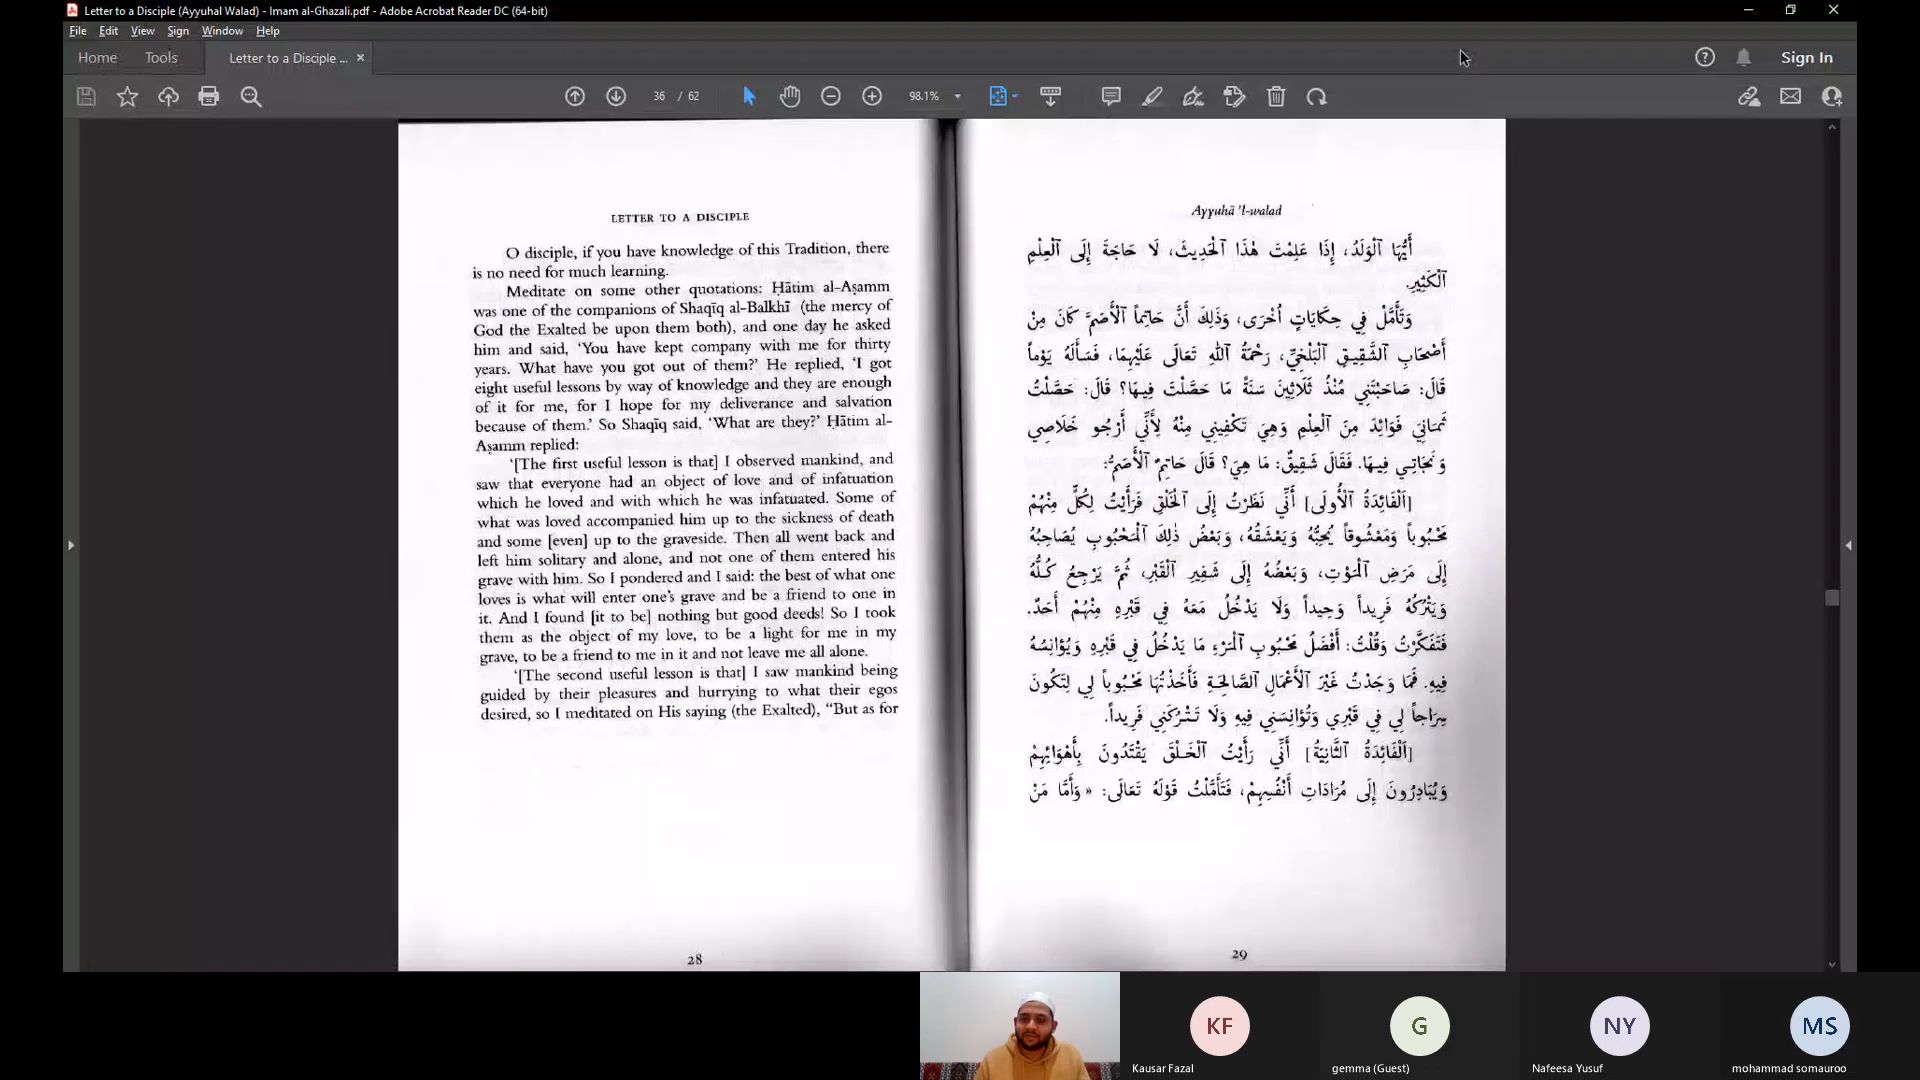 Letter to a Disciple (Ayyuhal Walad) - Imam al-Ghazali.pdf - Adobe Acrobat Reader DC (64-bit)
File Edit View Sign Window Help
Home Tools Letter to a Disciple ... × Sign In
36 / 62 98.1%
LETTER TO A DISCIPLE
O disciple, if you have knowledge of this Tradition, there
is no need for much learning.
Meditate on some other quotations: Ḥātim al-Aṣamm
was one of the companions of Shaqīq al-Balkhī (the mercy of
God the Exalted be upon them both), and one day he asked
him and said, 'You have kept company with me for thirty
years. What have you got out of them?' He replied, 'I got
eight useful lessons by way of knowledge and they are enough
of it for me, for I hope for my deliverance and salvation
because of them.' So Shaqīq said, 'What are they?' Ḥātim al-
Aṣamm replied:
'[The first useful lesson is that] I observed mankind, and
saw that everyone had an object of love and of infatuation
which he loved and with which he was infatuated. Some of
what was loved accompanied him up to the sickness of death
and some [even] up to the graveside. Then all went back and
left him solitary and alone, and not one of them entered his
grave with him. So I pondered and I said: the best of what one
loves is what will enter one's grave and be a friend to one in
it. And I found [it to be] nothing but good deeds! So I took
them as the object of my love, to be a light for me in my
grave, to be a friend to me in it and not leave me all alone.
'[The second useful lesson is that] I saw mankind being
guided by their pleasures and hurrying to what their egos
desired, so I meditated on His saying (the Exalted), "But as for
28
Ayyuhā 'l-walad
أَيُّهَا ٱلْوَلَدُ، إِذَا عَلِمْتَ هٰذَا ٱلْحَدِيثَ، لَا حَاجَةَ إِلَى ٱلْعِلْمِ
ٱلْكَثِيرِ.
وَتَأَمَّلْ فِي حِكَايَاتٍ أُخْرَى، وَذَلِكَ أَنَّ حَاتِماً ٱلْأَصَمَّ كَانَ مِنْ
أَصْحَابِ ٱلشَّقِيقِ ٱلْبَلْخِيِّ، رَحْمَةُ ٱللهِ تَعَالَى عَلَيْهِمَا، فَسَأَلَهُ يَوْماً
قَالَ: صَاحَبْتَنِي مُنْذُ ثَلَاثِينَ سَنَةً مَا حَصَّلْتَ فِيهَا؟ قَالَ: حَصَّلْتُ
ثَمَانِيَ فَوَائِدَ مِنَ ٱلْعِلْمِ وَهِيَ تَكْفِينِي مِنْهُ لِأَنِّي أَرْجُو خَلَاصِي
وَنَجَاتِي فِيهَا. فَقَالَ شَقِيقٌ: مَا هِيَ؟ قَالَ حَاتِمٌ ٱلْأَصَمُّ:
[اَلْفَائِدَةُ ٱلْأُولَى] أَنِّي نَظَرْتُ إِلَى ٱلْخَلْقِ فَرَأَيْتُ لِكُلٍّ مِنْهُمْ
مَحْبُوباً وَمَعْشُوقاً يُحِبُّهُ وَيَعْشَقُهُ، وَبَعْضُ ذٰلِكَ ٱلْمَحْبُوبِ يُصَاحِبُهُ
إِلَى مَرَضِ ٱلْمَوْتِ، وَبَعْضُهُ إِلَى شَفِيرِ ٱلْقَبْرِ، ثُمَّ يَرْجِعُ كُلُّهُ
وَيَتْرُكُهُ فَرِيداً وَحِيداً وَلَا يَدْخُلُ مَعَهُ فِي قَبْرِهِ مِنْهُمْ أَحَدٌ.
فَتَفَكَّرْتُ وَقُلْتُ: أَفْضَلُ مَحْبُوبِ ٱلْمَرْءِ مَا يَدْخُلُ فِي قَبْرِهِ وَيُؤَانِسُهُ
فِيهِ. فَمَا وَجَدْتُ غَيْرَ ٱلْأَعْمَالِ ٱلصَّالِحَةِ فَأَخَذْتُهَا مَحْبُوباً لِي لِتَكُونَ
سِرَاجاً لِي فِي قَبْرِي وَتُؤَانِسَنِي فِيهِ وَلَا تَتْرُكَنِي فَرِيداً.
[اَلْفَائِدَةُ ٱلثَّانِيَةُ] أَنِّي رَأَيْتُ ٱلْخَلْقَ يَقْتَدُونَ بِأَهْوَائِهِمْ
وَيُبَادِرُونَ إِلَى مُرَادَاتِ أَنْفُسِهِمْ، فَتَأَمَّلْتُ قَوْلَهُ تَعَالَى: « وَأَمَّا مَنْ
29
KF G NY MS
Kausar Fazal gemma (Guest) Nafeesa Yusuf mohammad somauroo